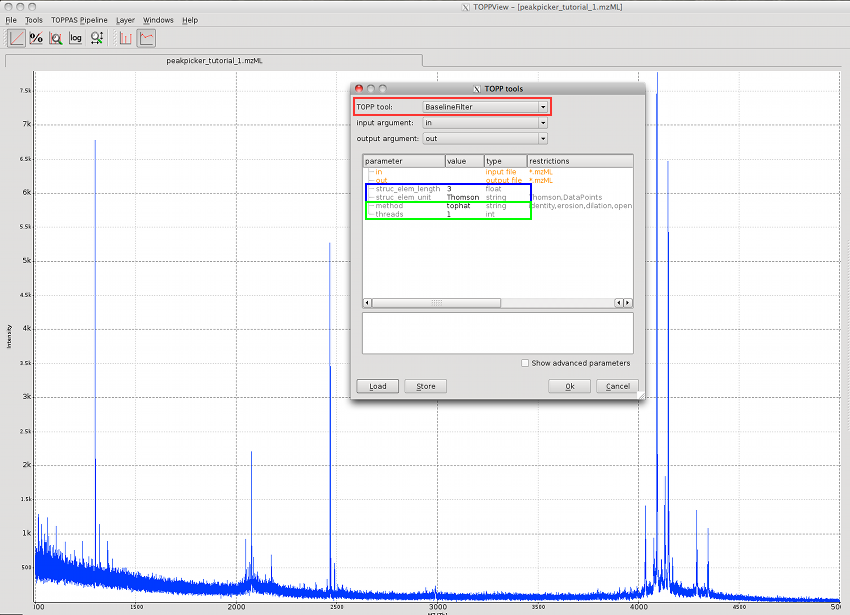 TOPPView - [peakpicker_tutorial_1.mzML]
File Tools TOPPAS Pipeline Layer Windows Help
% log
peakpicker_tutorial_1.mzML
TOPP tools
TOPP tool: BaselineFilter
input argument: in
output argument: out
parameter value type restrictions
in input file *.mzML
out output file *.mzML
struc_elem_length 3 float
struc_elem_unit Thomson string Thomson,DataPoints
method tophat string identity,erosion,dilation,open
threads 1 int
Show advanced parameters
Load Store Ok Cancel
7.5k
7k
6.5k
6k
5.5k
5k
4.5k
4k
3.5k
3k
2.5k
2k
1.5k
1k
500
Intensity
1500 2000 2500 3000 3500 4000 4500